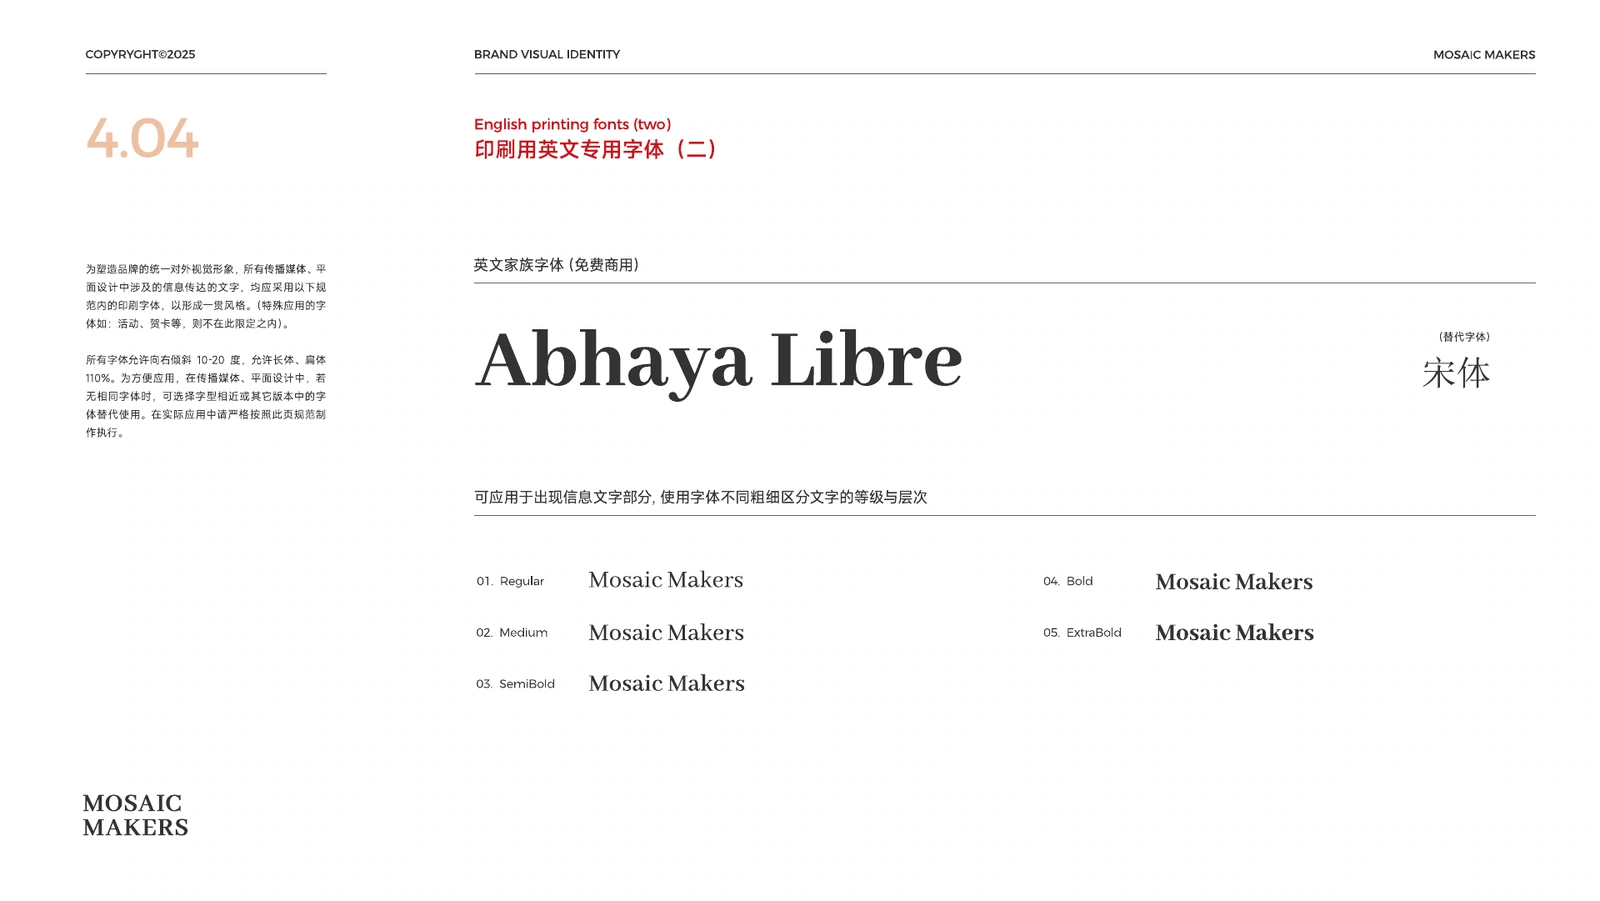 COPYRYGHT©2025
BRAND VISUAL IDENTITY
MOSAIC MAKERS
4.04
English printing fonts (two)
印刷用英文专用字体（二）
为塑造品牌的统一对外视觉形象，所有传播媒体、平
面设计中涉及的信息传达的文字，均应采用以下规
范内的印刷字体，以形成一贯风格。(特殊应用的字
体如：活动、贺卡等，则不在此限定之内)。
所有字体允许向右倾斜 10-20 度，允许长体、扁体
110%。为方便应用，在传播媒体、平面设计中，若
无相同字体时，可选择字型相近或其它版本中的字
体替代使用。在实际应用中请严格按照此页规范制
作执行。
英文家族字体 (免费商用)
Abhaya Libre
(替代字体)
宋体
可应用于出现信息文字部分, 使用字体不同粗细区分文字的等级与层次
01. Regular Mosaic Makers
02. Medium Mosaic Makers
03. SemiBold Mosaic Makers
04. Bold Mosaic Makers
05. ExtraBold Mosaic Makers
MOSAIC
MAKERS